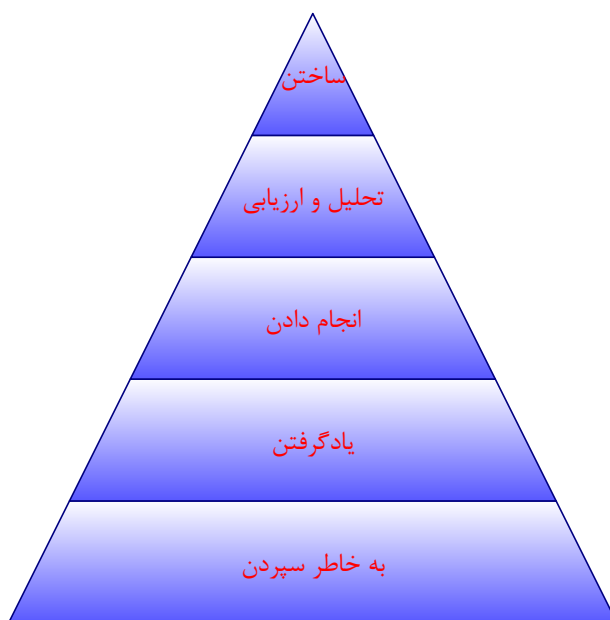 ساختن
تحلیل و ارزیابی
انجام دادن
یادگرفتن
به خاطر سپردن